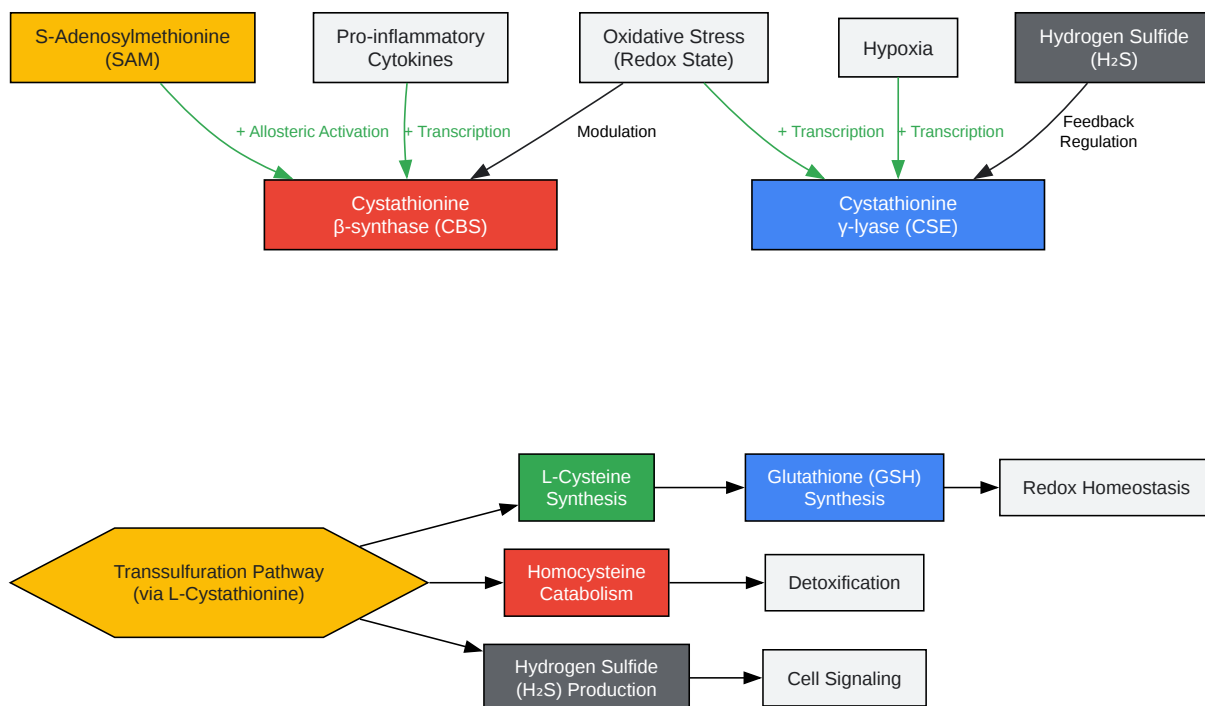 S-Adenosylmethionine
(SAM)
Pro-inflammatory
Cytokines
Oxidative Stress
(Redox State)
Hypoxia
Hydrogen Sulfide
(H₂S)
+ Allosteric Activation
+ Transcription
Modulation
+ Transcription
+ Transcription
Feedback
Regulation
Cystathionine
β-synthase (CBS)
Cystathionine
γ-lyase (CSE)
L-Cysteine
Synthesis
Glutathione (GSH)
Synthesis
Redox Homeostasis
Transsulfuration Pathway
(via L-Cystathionine)
Homocysteine
Catabolism
Detoxification
Hydrogen Sulfide
(H₂S) Production
Cell Signaling